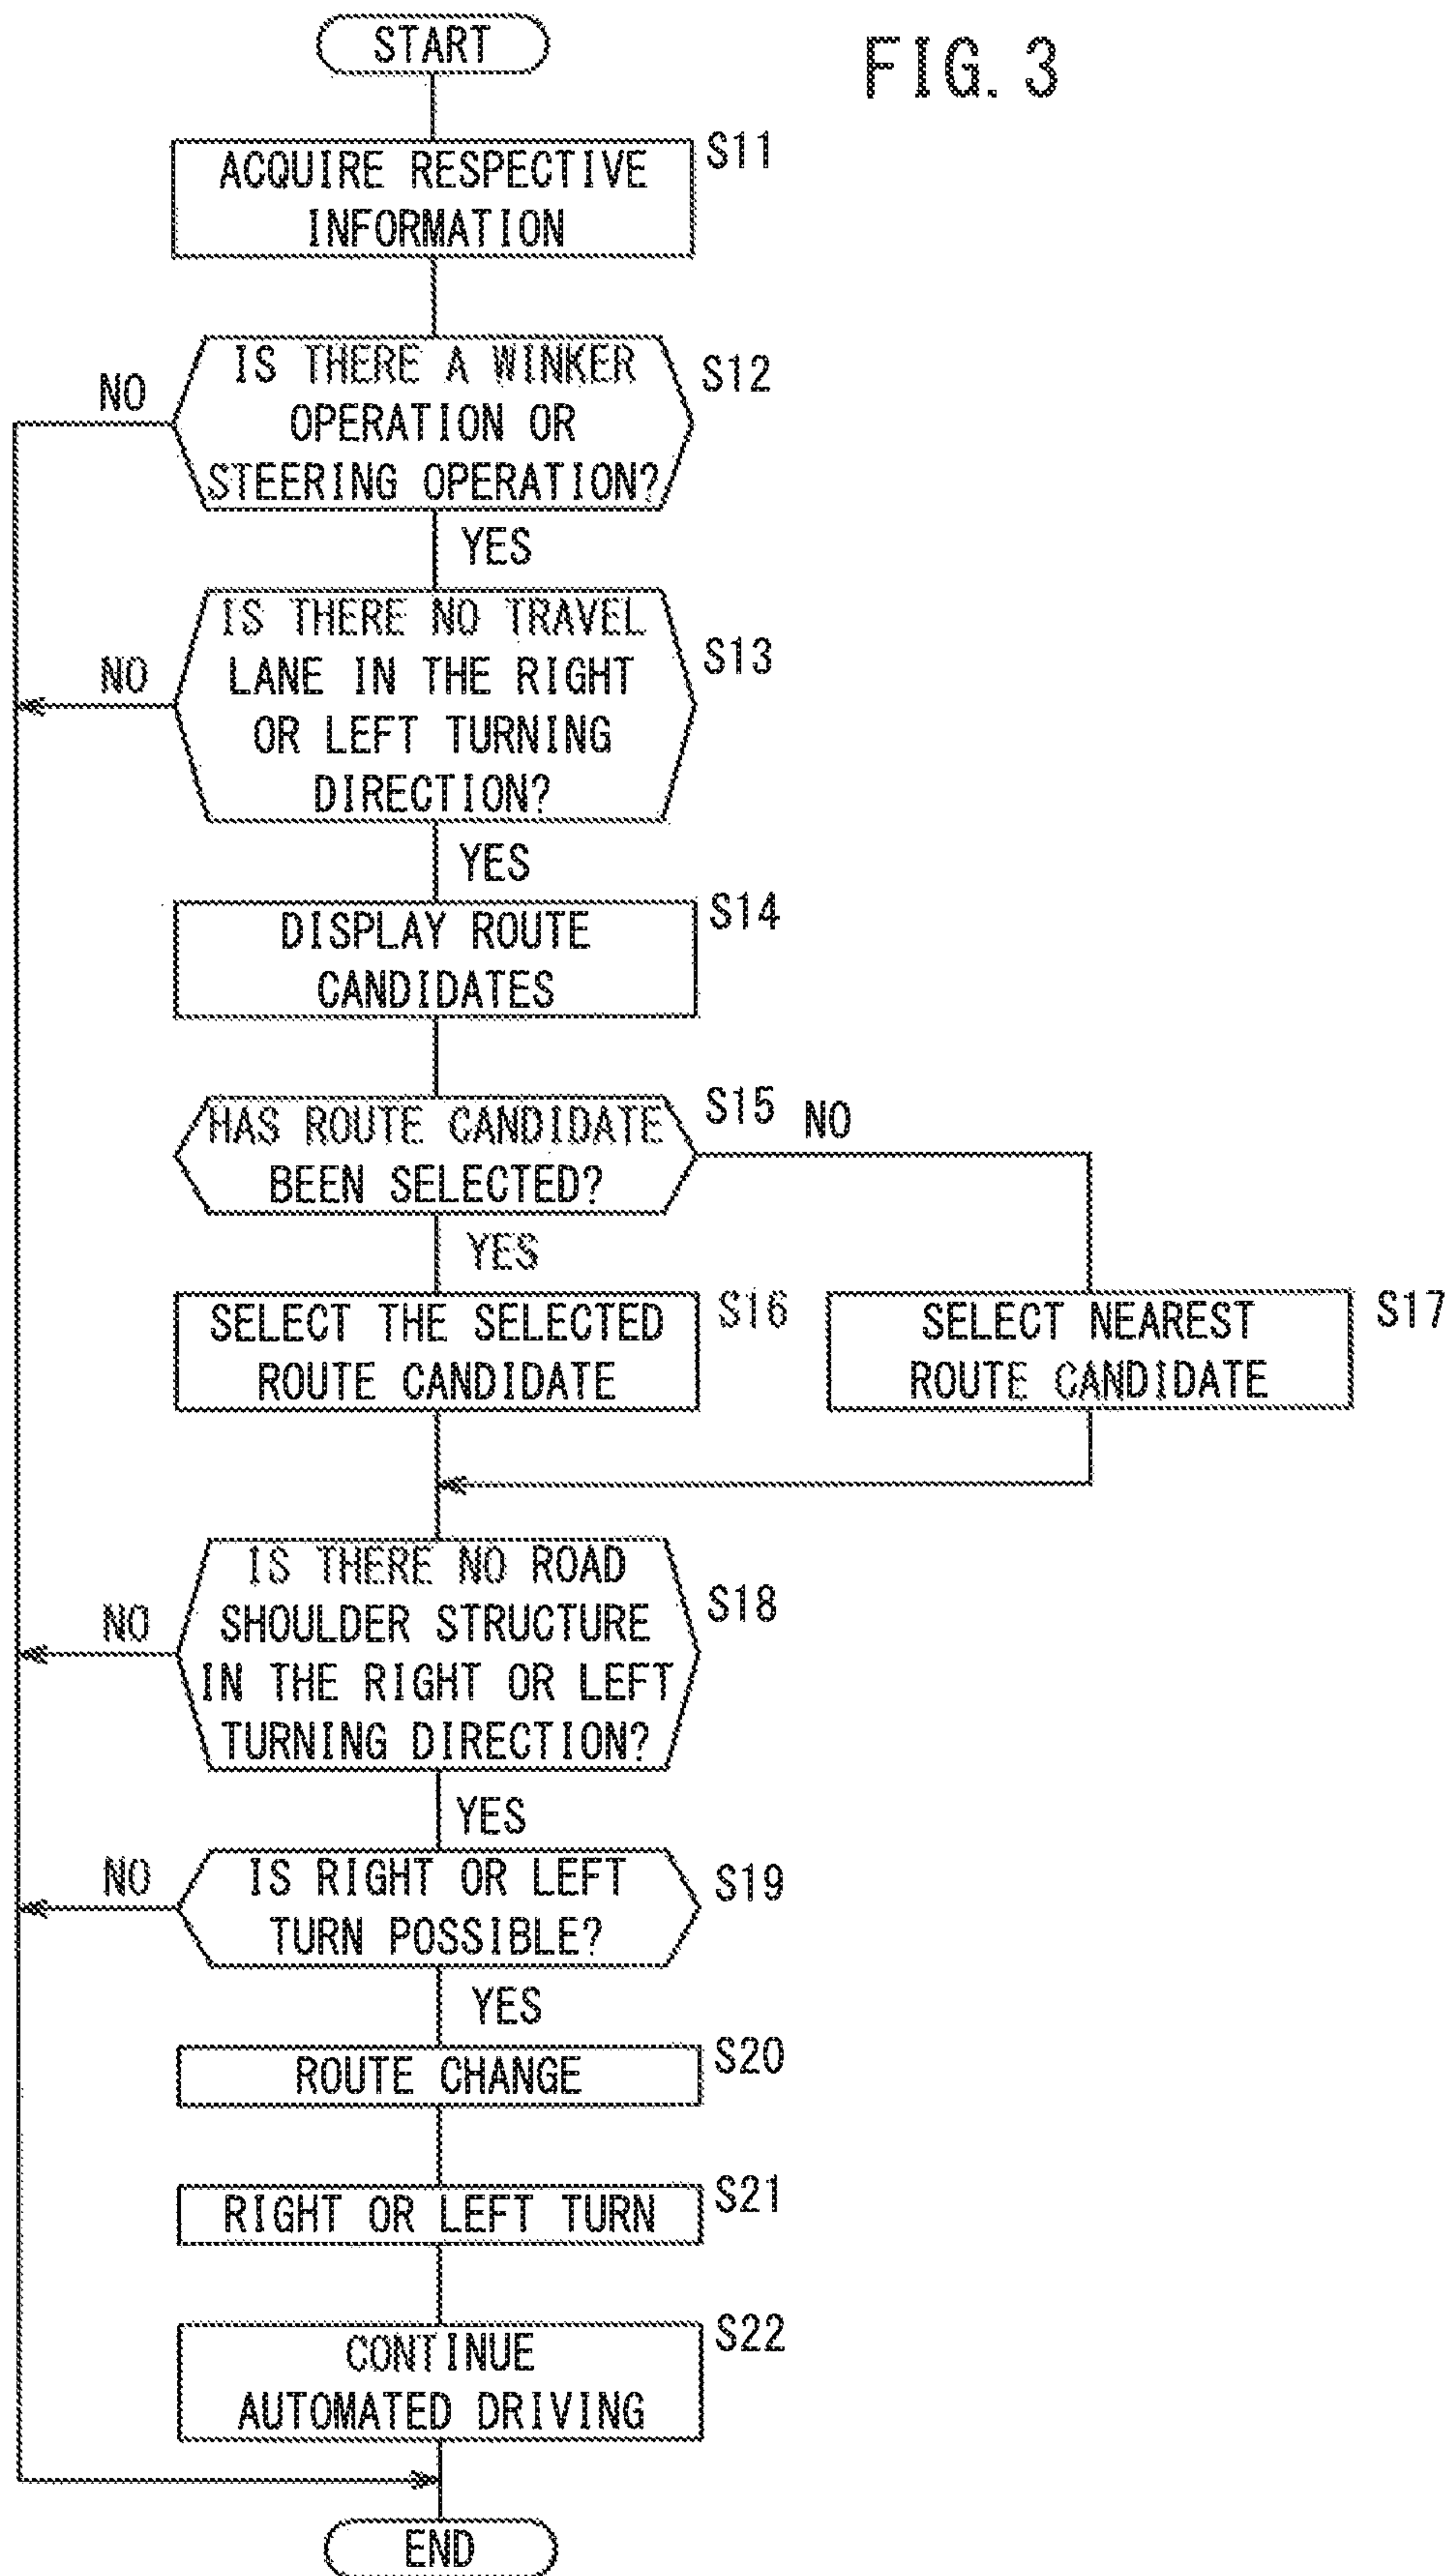 START
FIG. 3
ACQUIRE RESPECTIVE
INFORMATION
S11
IS THERE A WINKER
OPERATION OR
STEERING OPERATION?
S12
NO
YES
IS THERE NO TRAVEL
LANE IN THE RIGHT
OR LEFT TURNING
DIRECTION?
S13
NO
YES
DISPLAY ROUTE
CANDIDATES
S14
HAS ROUTE CANDIDATE
BEEN SELECTED?
S15
NO
YES
SELECT THE SELECTED
ROUTE CANDIDATE
S16
SELECT NEAREST
ROUTE CANDIDATE
S17
IS THERE NO ROAD
SHOULDER STRUCTURE
IN THE RIGHT OR LEFT
TURNING DIRECTION?
S18
NO
YES
IS RIGHT OR LEFT
TURN POSSIBLE?
S19
NO
YES
ROUTE CHANGE
S20
RIGHT OR LEFT TURN
S21
CONTINUE
AUTOMATED DRIVING
S22
END